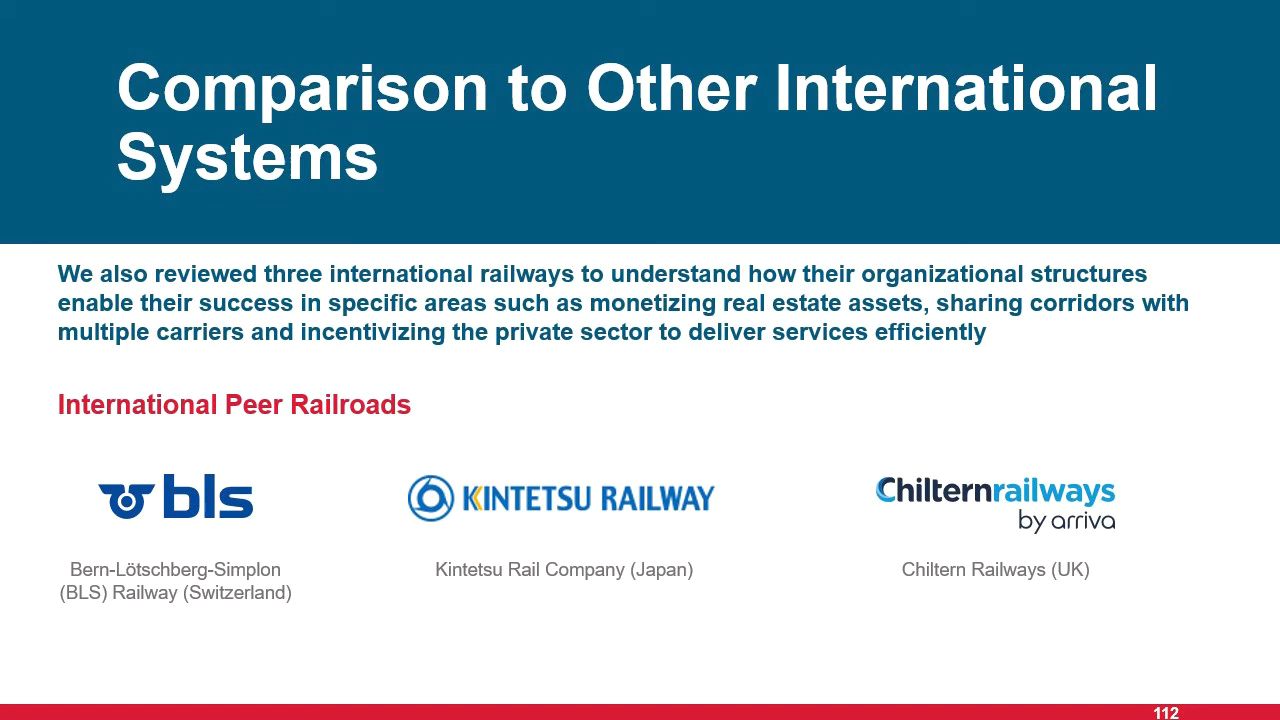 Comparison to Other International
Systems
We also reviewed three international railways to understand how their organizational structures
enable their success in specific areas such as monetizing real estate assets, sharing corridors with
multiple carriers and incentivizing the private sector to deliver services efficiently
International Peer Railroads
bls
KINTETSU RAILWAY
Chilternrailways
by arriva
Bern-Lötschberg-Simplon
(BLS) Railway (Switzerland)
Kintetsu Rail Company (Japan)
Chiltern Railways (UK)
112